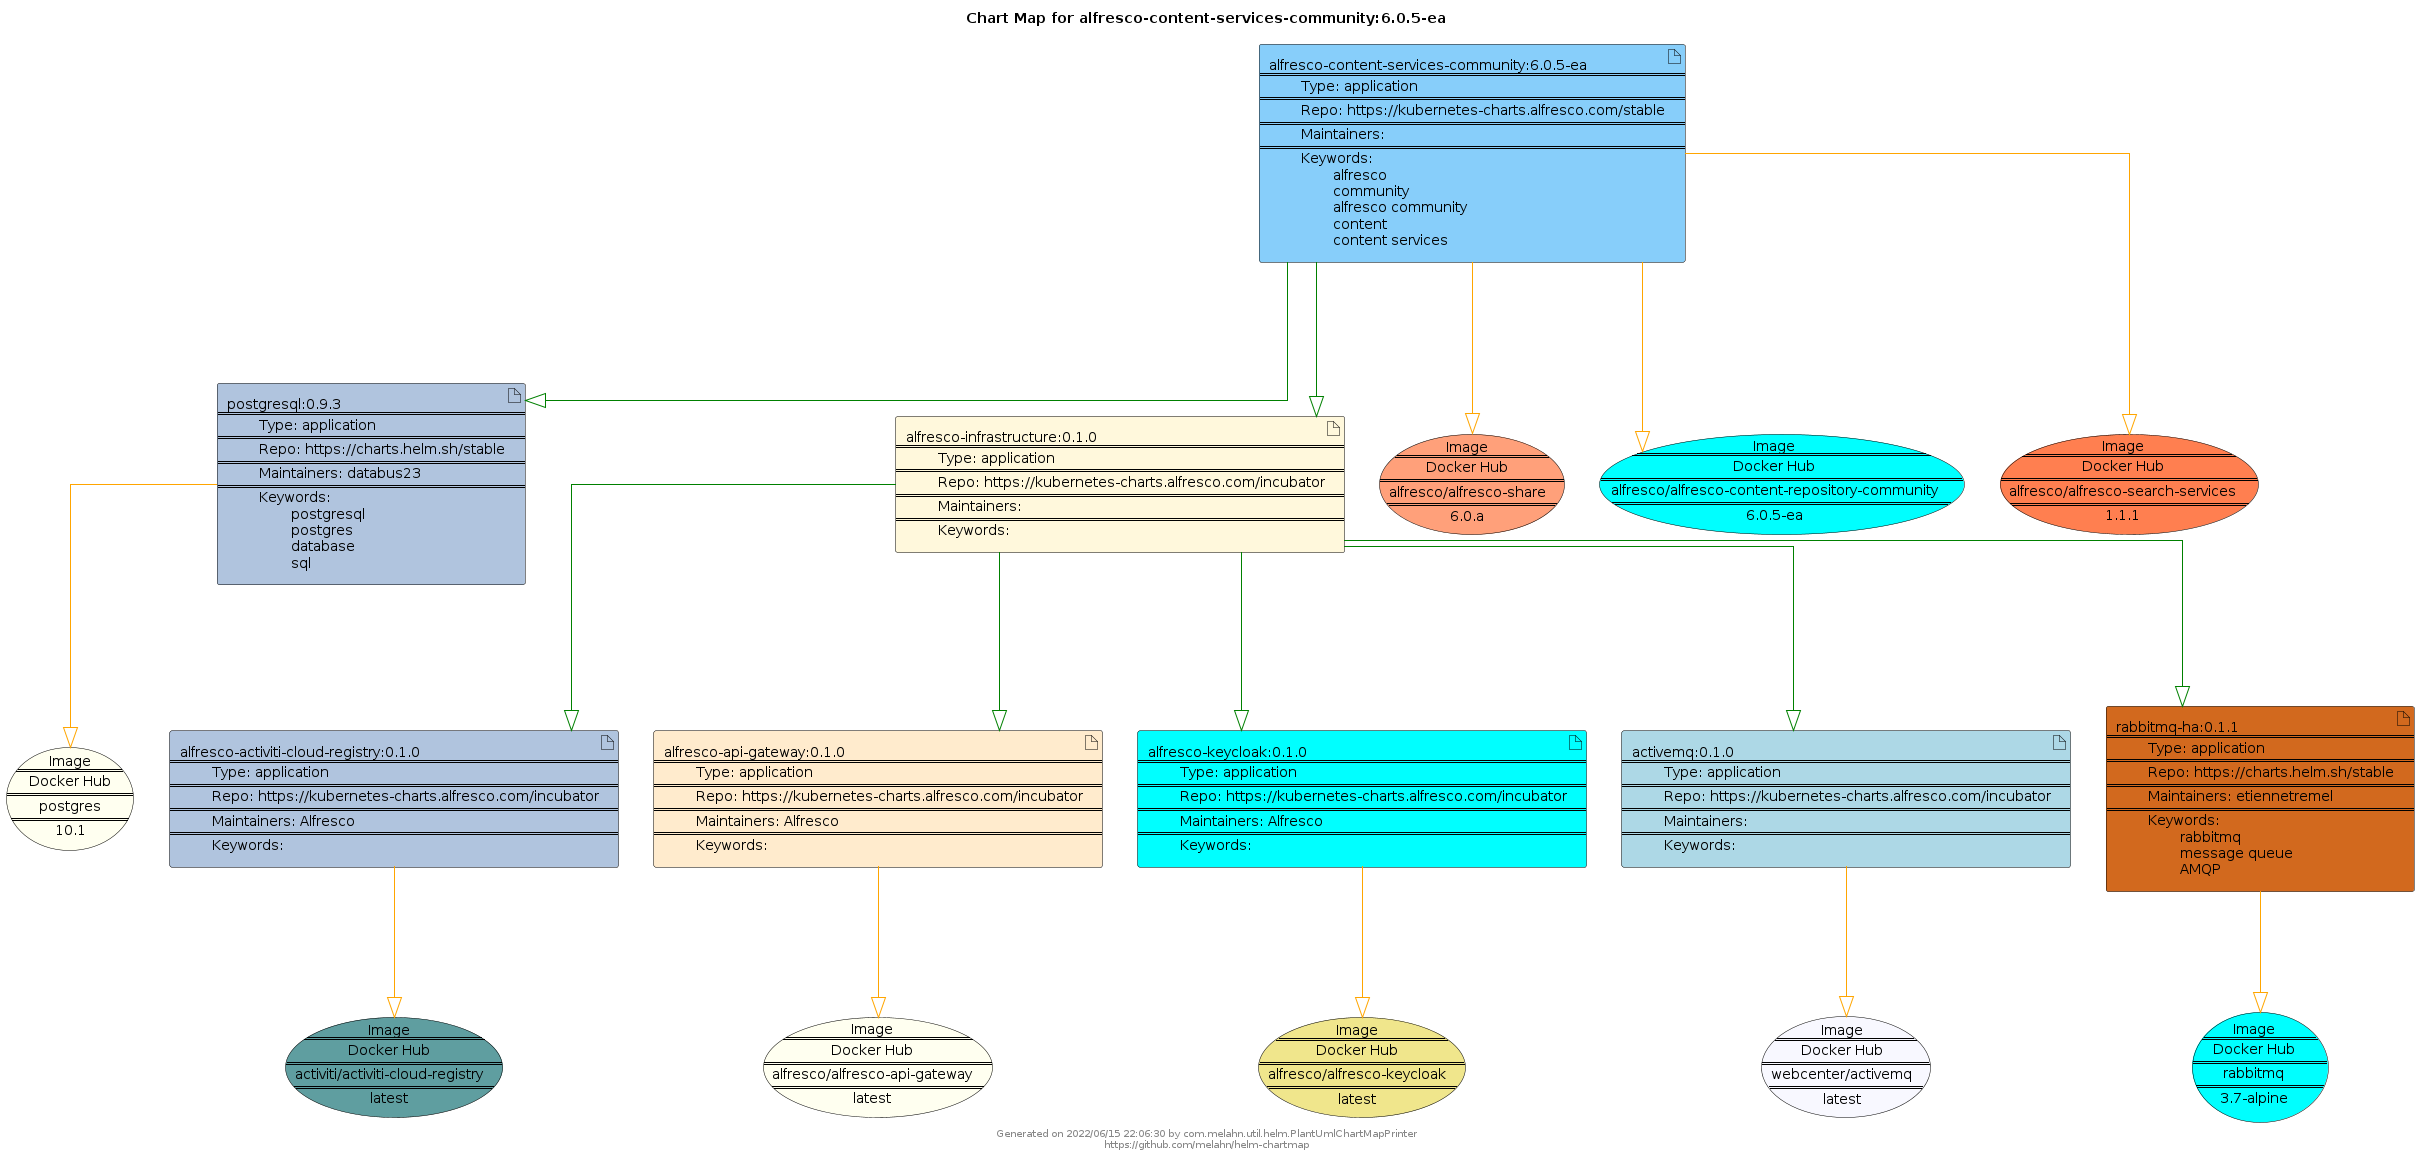 Chart Map for alfresco-content-services-community:6.0.5-ea
alfresco-content-services-community:6.0.5-ea
Type: application
Repo: https://kubernetes-charts.alfresco.com/stable
Maintainers:
Keywords:
alfresco
community
alfresco community
content
content services
postgresql:0.9.3
Type: application
Repo: https://charts.helm.sh/stable
Maintainers: databus23
Keywords:
postgresql
postgres
database
sql
alfresco-infrastructure:0.1.0
Type: application
Repo: https://kubernetes-charts.alfresco.com/incubator
Maintainers:
Keywords:
Image
Docker Hub
alfresco/alfresco-share
6.0.a
Image
Docker Hub
alfresco/alfresco-content-repository-community
6.0.5-ea
Image
Docker Hub
alfresco/alfresco-search-services
1.1.1
Image
Docker Hub
postgres
10.1
alfresco-activiti-cloud-registry:0.1.0
Type: application
Repo: https://kubernetes-charts.alfresco.com/incubator
Maintainers: Alfresco
Keywords:
alfresco-api-gateway:0.1.0
Type: application
Repo: https://kubernetes-charts.alfresco.com/incubator
Maintainers: Alfresco
Keywords:
alfresco-keycloak:0.1.0
Type: application
Repo: https://kubernetes-charts.alfresco.com/incubator
Maintainers: Alfresco
Keywords:
activemq:0.1.0
Type: application
Repo: https://kubernetes-charts.alfresco.com/incubator
Maintainers:
Keywords:
rabbitmq-ha:0.1.1
Type: application
Repo: https://charts.helm.sh/stable
Maintainers: etiennetremel
Keywords:
rabbitmq
message queue
AMQP
Image
Docker Hub
activiti/activiti-cloud-registry
latest
Image
Docker Hub
alfresco/alfresco-api-gateway
latest
Image
Docker Hub
alfresco/alfresco-keycloak
latest
Image
Docker Hub
webcenter/activemq
latest
Image
Docker Hub
rabbitmq
3.7-alpine
Generated on 2022/06/15 22:06:30 by com.melahn.util.helm.PlantUmlChartMapPrinter
https://github.com/melahn/helm-chartmap